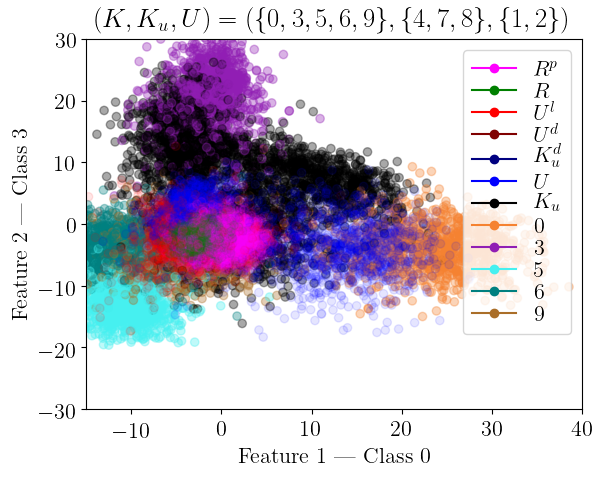 (K, K_u, U) = ({0, 3, 5, 6, 9}, {4, 7, 8}, {1, 2})
30
20
10
0
−10
−20
−30
Feature 2 — Class 3
R^p
R
U^l
U^d
K_u^d
U
K_u
0
3
5
6
9
−10
0
10
20
30
40
Feature 1 — Class 0